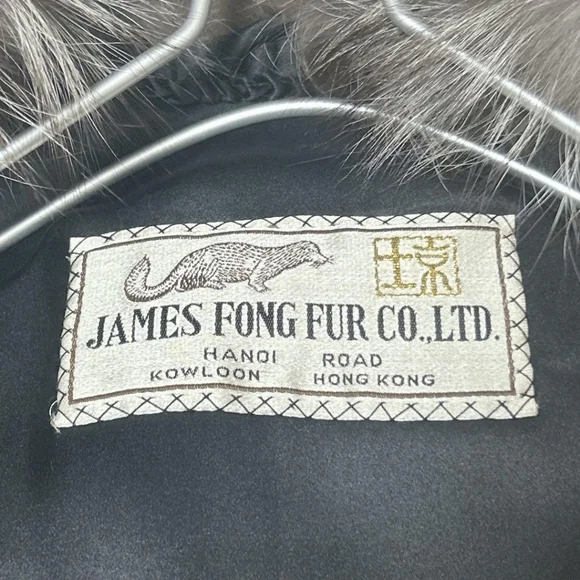 JAMES FONG FUR CO.,LTD.
HANOI ROAD
KOWLOON HONG KONG